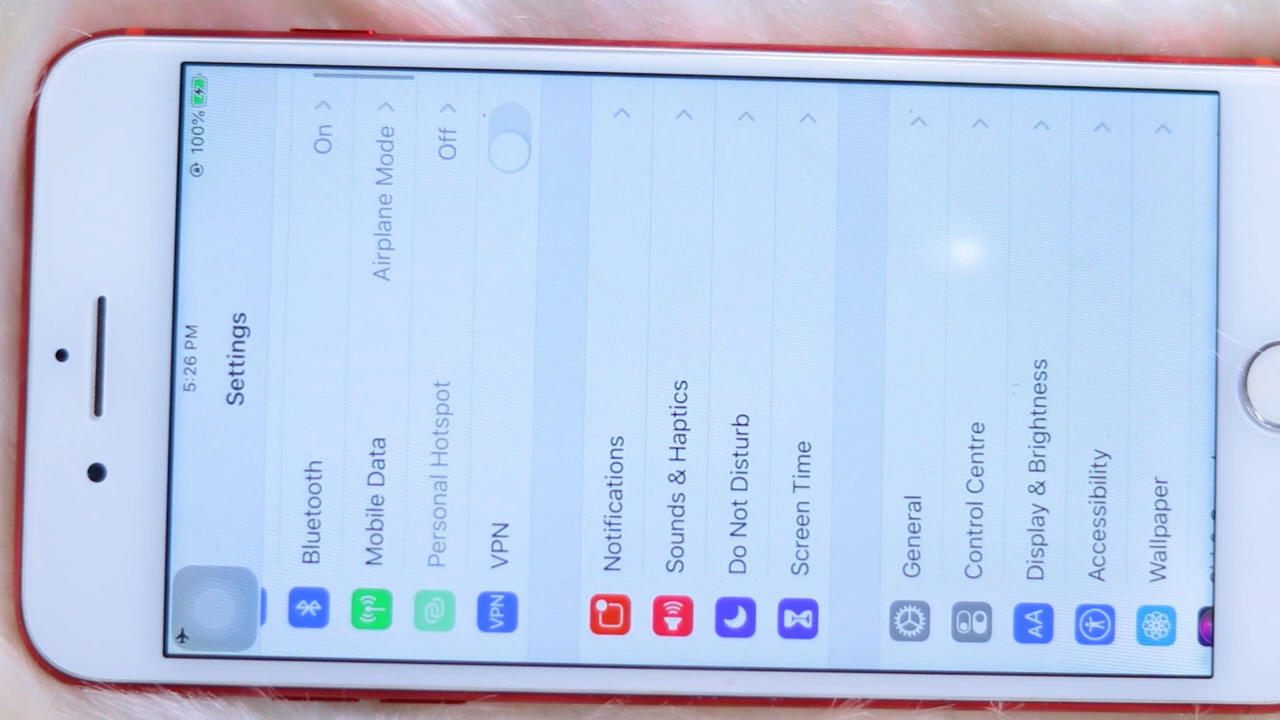 5:26 PM 100%
Settings
Bluetooth On
Mobile Data Airplane Mode
Personal Hotspot Off
VPN VPN
Notifications
Sounds & Haptics
Do Not Disturb
Screen Time
General
Control Centre
AA Display & Brightness
Accessibility
Wallpaper